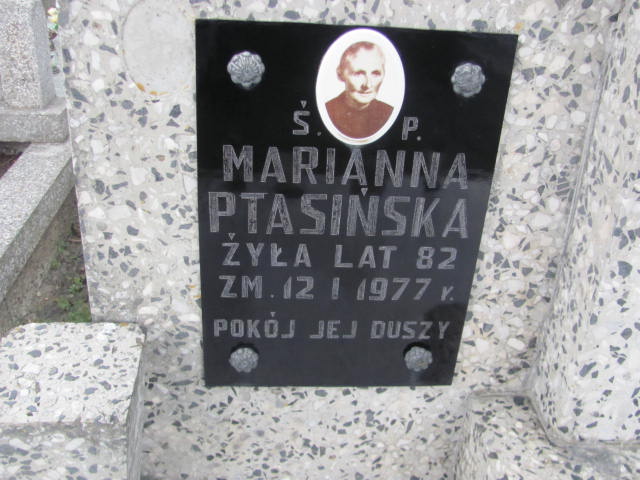 Ś. P.
MARIANNA
PTASIŃSKA
ŻYŁA LAT 82
ZM. 12 I 1977 r.
POKÓJ JEJ DUSZY